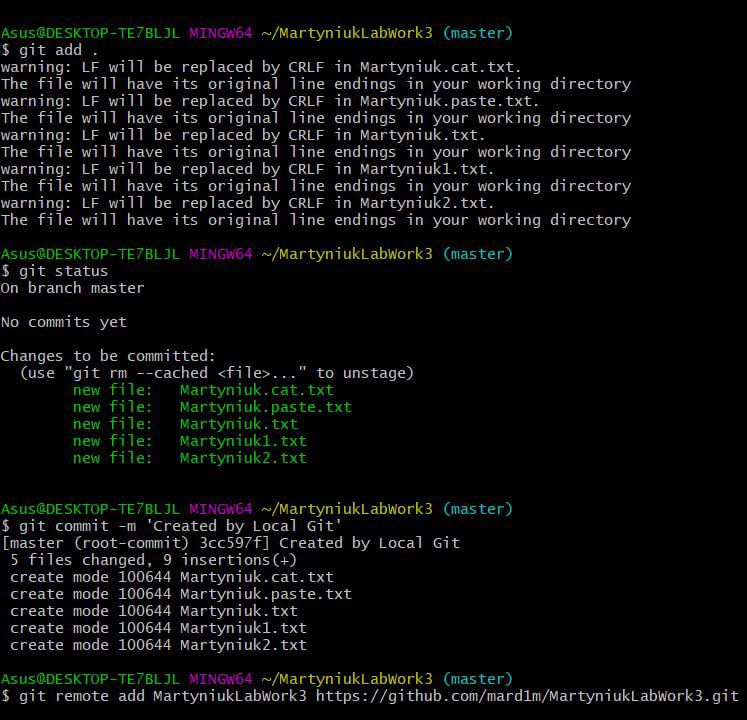 Asus@DESKTOP-TE7BLJL MINGW64 ~/MartyniukLabWork3 (master)
$ git add .
warning: LF will be replaced by CRLF in Martyniuk.cat.txt.
The file will have its original line endings in your working directory
warning: LF will be replaced by CRLF in Martyniuk.paste.txt.
The file will have its original line endings in your working directory
warning: LF will be replaced by CRLF in Martyniuk.txt.
The file will have its original line endings in your working directory
warning: LF will be replaced by CRLF in Martyniuk1.txt.
The file will have its original line endings in your working directory
warning: LF will be replaced by CRLF in Martyniuk2.txt.
The file will have its original line endings in your working directory
Asus@DESKTOP-TE7BLJL MINGW64 ~/MartyniukLabWork3 (master)
$ git status
On branch master
No commits yet
Changes to be committed:
(use "git rm --cached <file>..." to unstage)
new file: Martyniuk.cat.txt
new file: Martyniuk.paste.txt
new file: Martyniuk.txt
new file: Martyniuk1.txt
new file: Martyniuk2.txt
Asus@DESKTOP-TE7BLJL MINGW64 ~/MartyniukLabWork3 (master)
$ git commit -m 'Created by Local Git'
[master (root-commit) 3cc597f] Created by Local Git
5 files changed, 9 insertions(+)
create mode 100644 Martyniuk.cat.txt
create mode 100644 Martyniuk.paste.txt
create mode 100644 Martyniuk.txt
create mode 100644 Martyniuk1.txt
create mode 100644 Martyniuk2.txt
Asus@DESKTOP-TE7BLJL MINGW64 ~/MartyniukLabWork3 (master)
$ git remote add MartyniukLabWork3 https://github.com/mard1m/MartyniukLabWork3.git